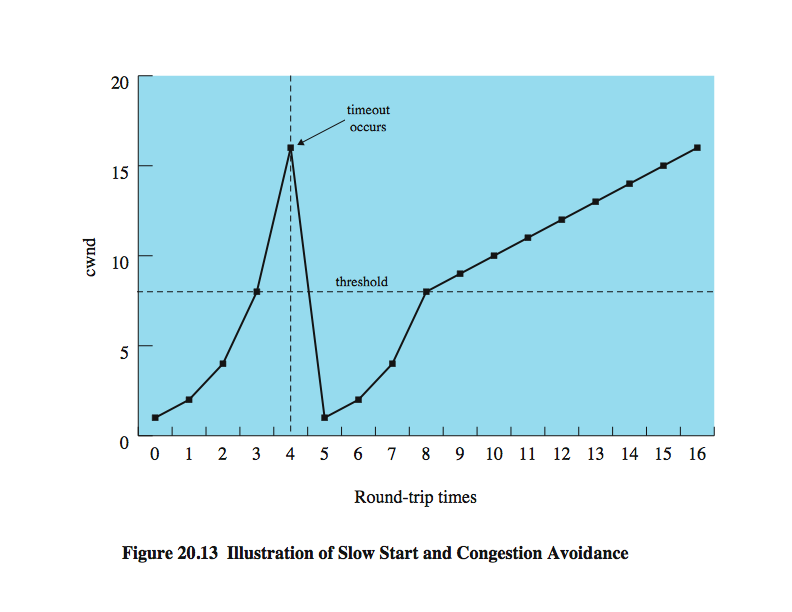 20
timeout
occurs
15
cwnd
10
threshold
5
0
0 1 2 3 4 5 6 7 8 9 10 11 12 13 14 15 16
Round-trip times
Figure 20.13 Illustration of Slow Start and Congestion Avoidance